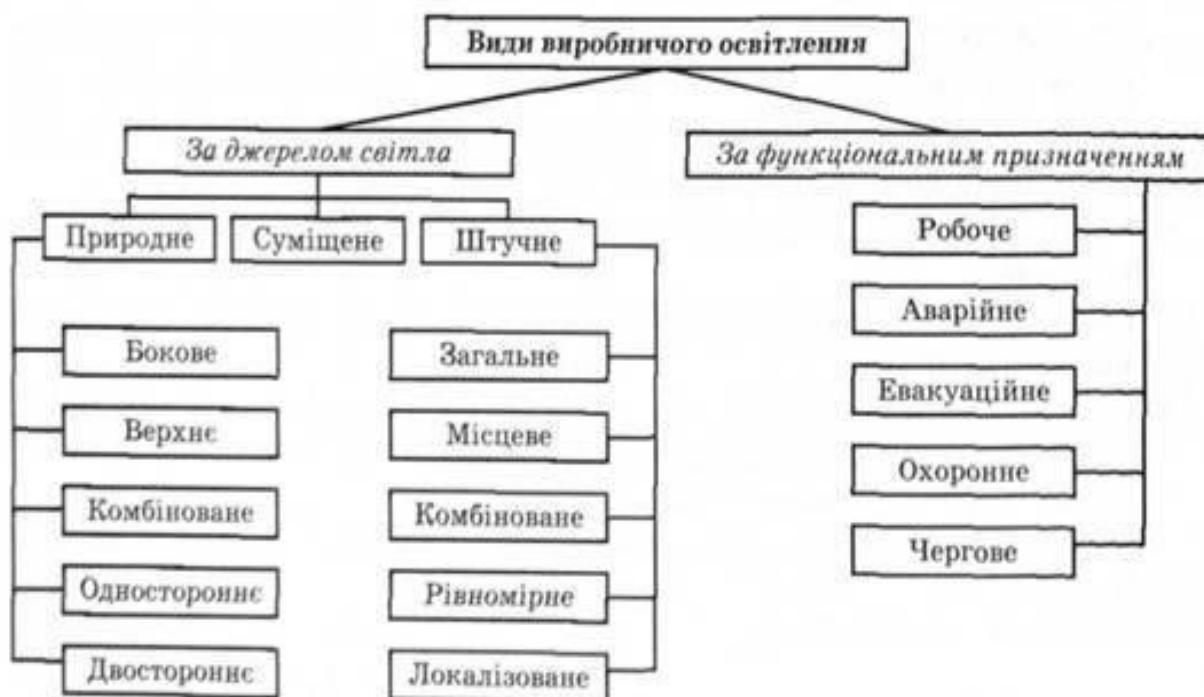 Види виробничого освітлення
За джерелом світла
За функціональним призначенням
Природне
Суміщене
Штучне
Бокове
Верхнє
Комбіноване
Одностороннє
Двостороннє
Загальне
Місцеве
Комбіноване
Рівномірне
Локалізоване
Робоче
Аварійне
Евакуаційне
Охоронне
Чергове